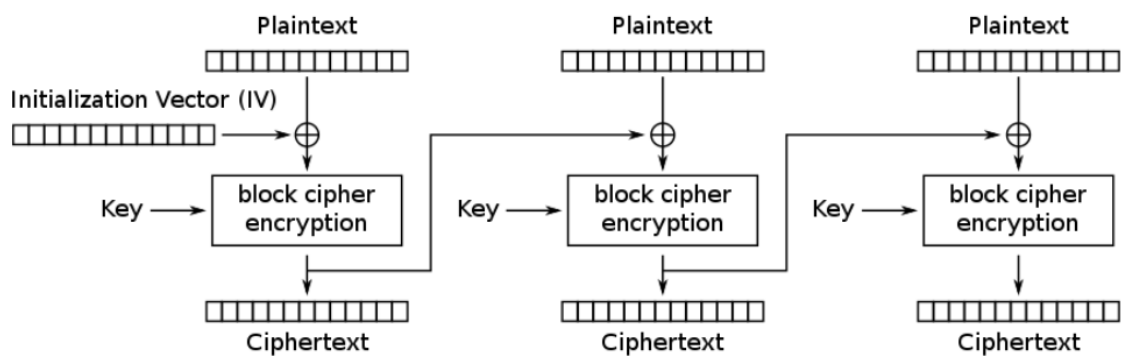 Plaintext
Plaintext
Plaintext
Initialization Vector (IV)
Key
block cipher
encryption
Key
block cipher
encryption
Key
block cipher
encryption
Ciphertext
Ciphertext
Ciphertext